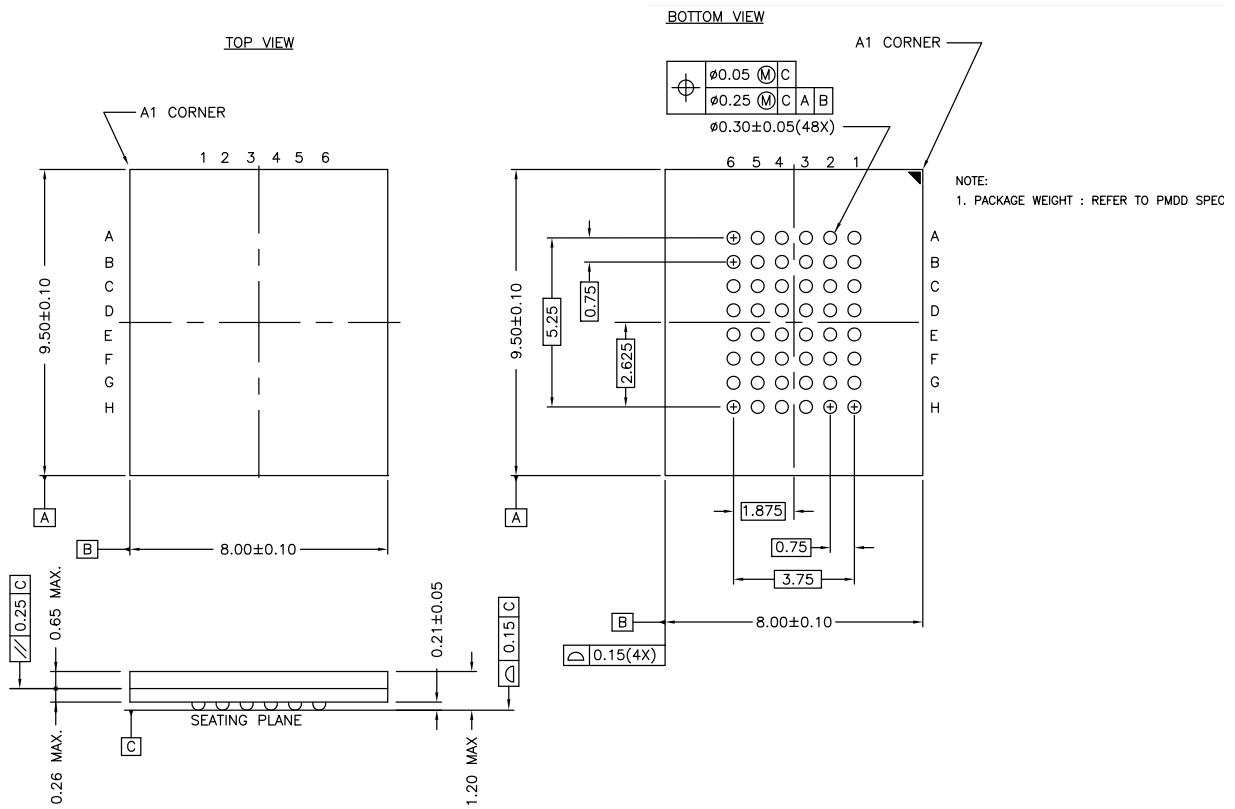 BOTTOM VIEW
TOP VIEW
A1 CORNER
A1 CORNER
1 2 3 4 5 6
A
B
C
D
E
F
G
H
9.50±0.10
A
B
8.00±0.10
⌖ ø0.05 Ⓜ C
ø0.25 Ⓜ C A B
ø0.30±0.05(48X)
6 5 4 3 2 1
A
B
C
D
E
F
G
H
NOTE:
1. PACKAGE WEIGHT : REFER TO PMDD SPEC
9.50±0.10
5.25
0.75
2.625
A
1.875
0.75
3.75
B
8.00±0.10
⌓ 0.15(4X)
// 0.25 C
0.65 MAX.
0.26 MAX.
0.21±0.05
⌓ 0.15 C
1.20 MAX
SEATING PLANE
C